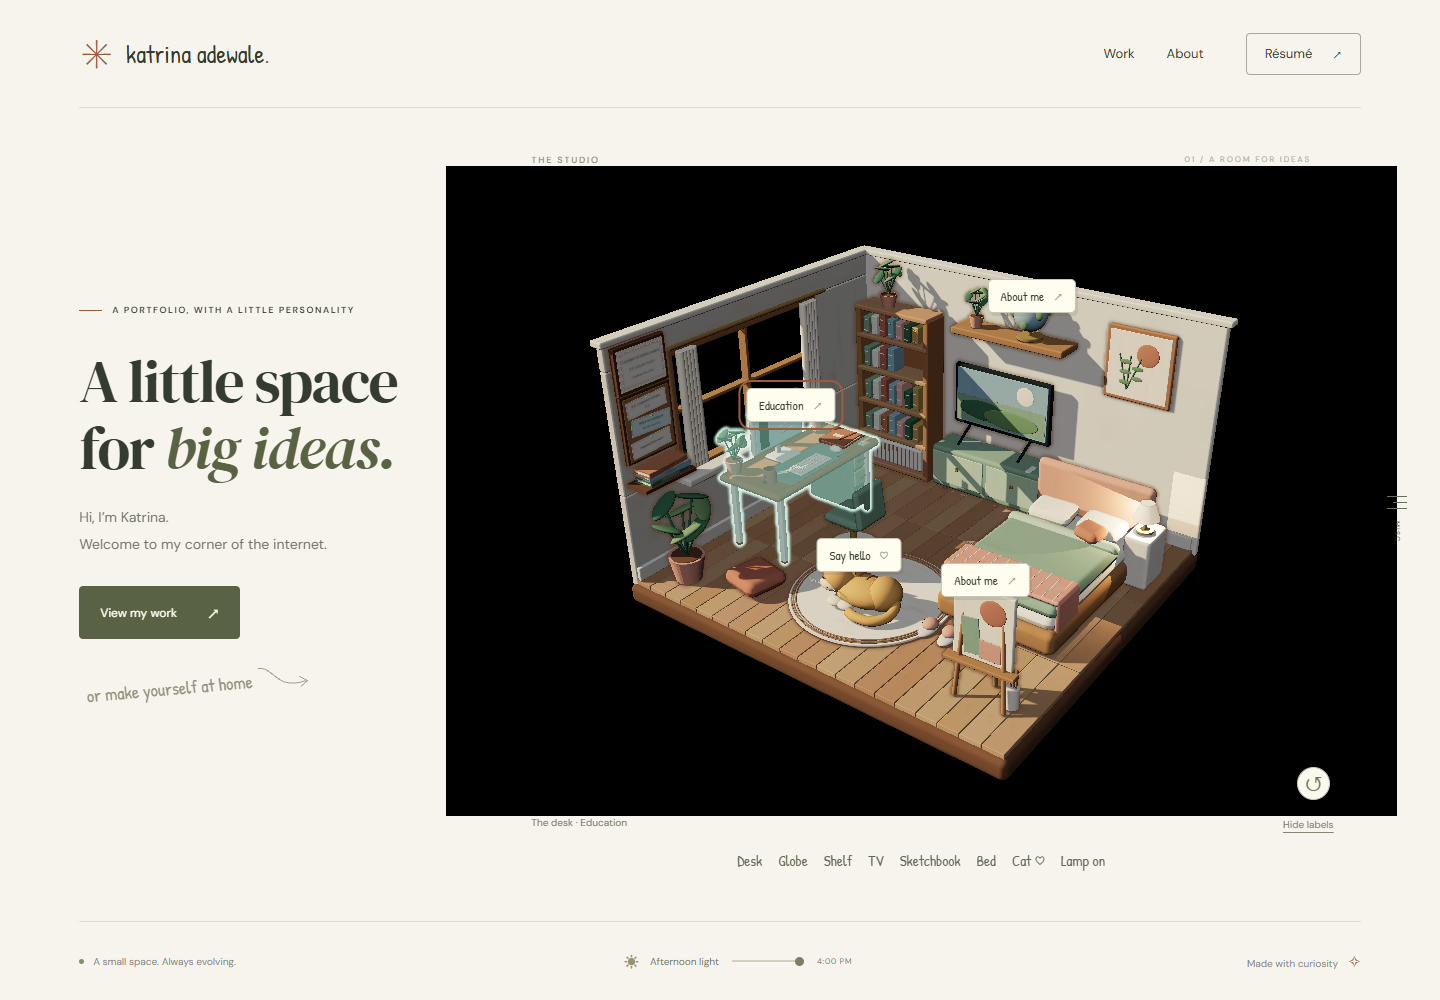 katrina adewale.
Work
About
Résumé ↗
THE STUDIO
01 / A ROOM FOR IDEAS
A PORTFOLIO, WITH A LITTLE PERSONALITY
A little space
for big ideas.
Hi, I'm Katrina.
Welcome to my corner of the internet.
View my work ↗
or make yourself at home
About me ↗
Education ↗
Say hello ♡
About me ↗
The desk · Education
Hide labels
Desk Globe Shelf TV Sketchbook Bed Cat ♡ Lamp on
A small space. Always evolving.
Afternoon light
4:00 PM
Made with curiosity